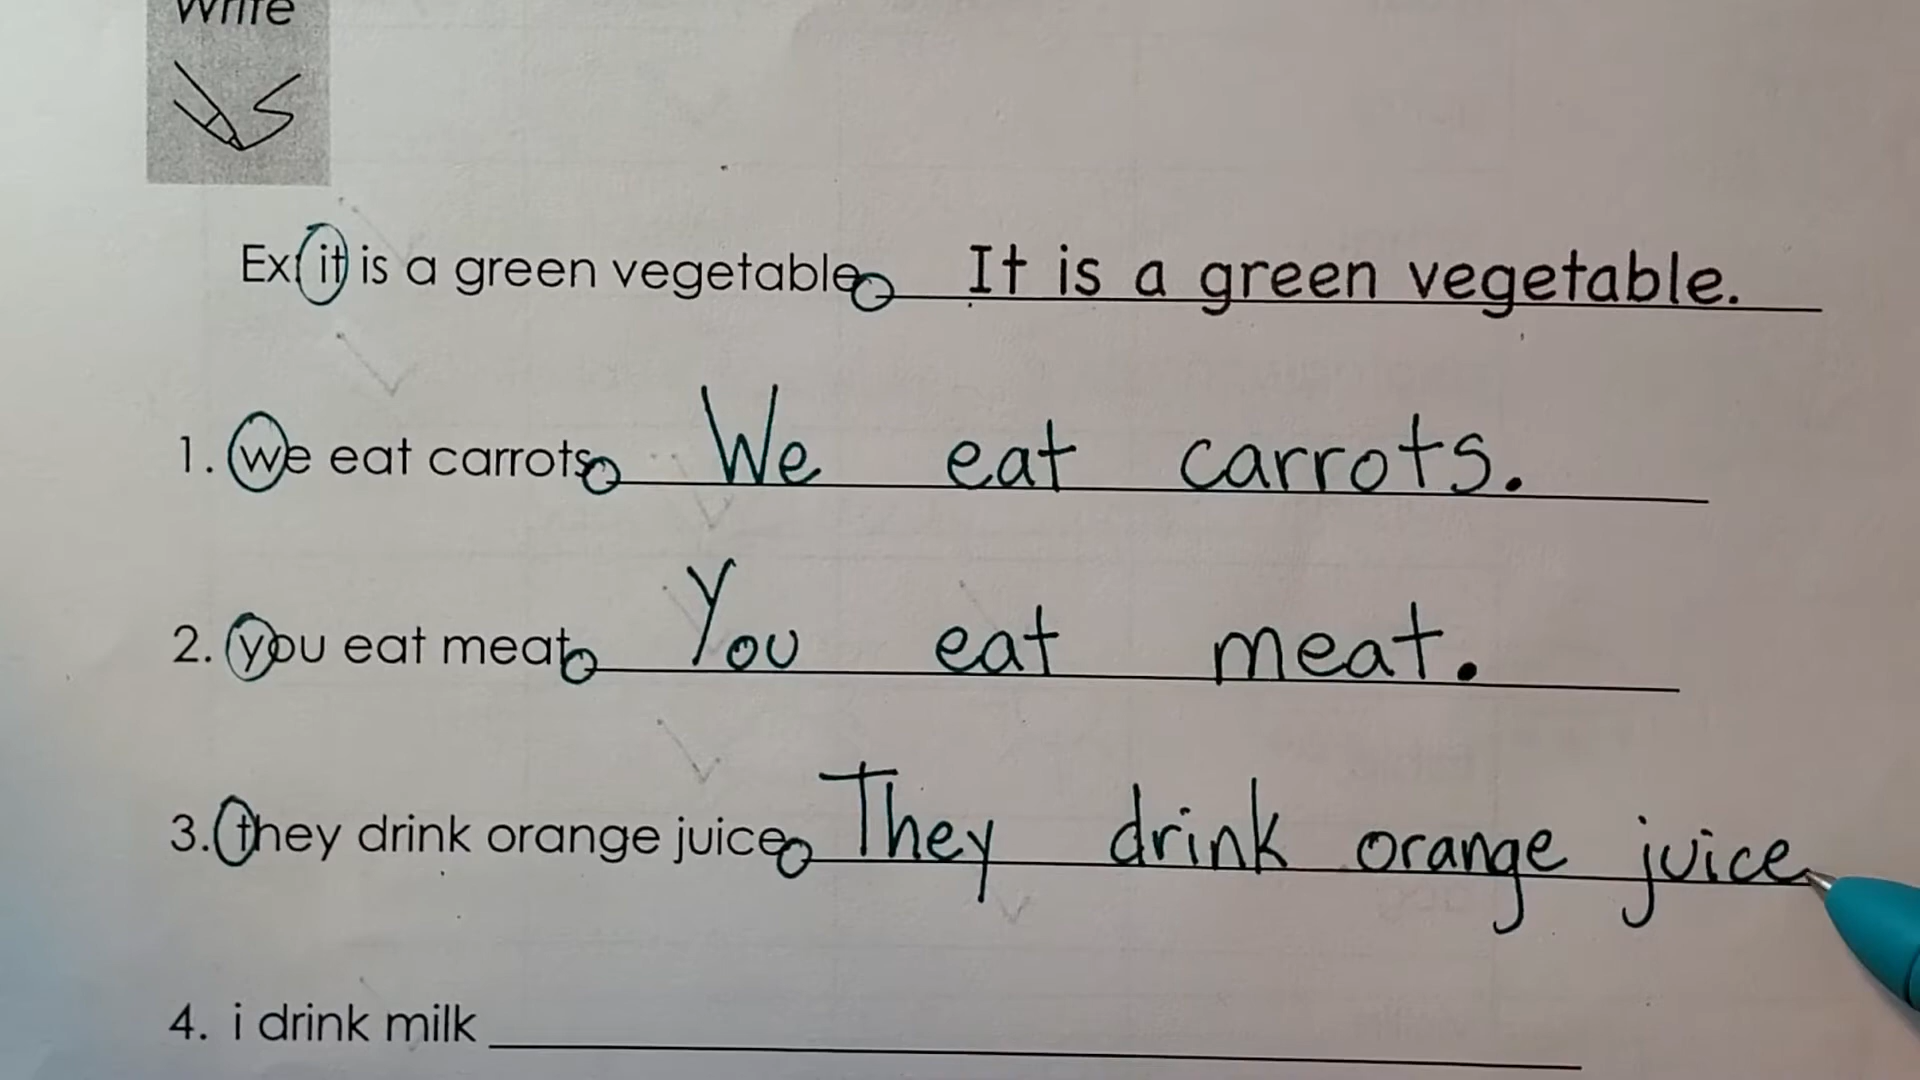 Write
Ex. it is a green vegetable It is a green vegetable.
1. we eat carrots We eat carrots.
2. you eat meat You eat meat.
3. they drink orange juice They drink orange juice
4. i drink milk